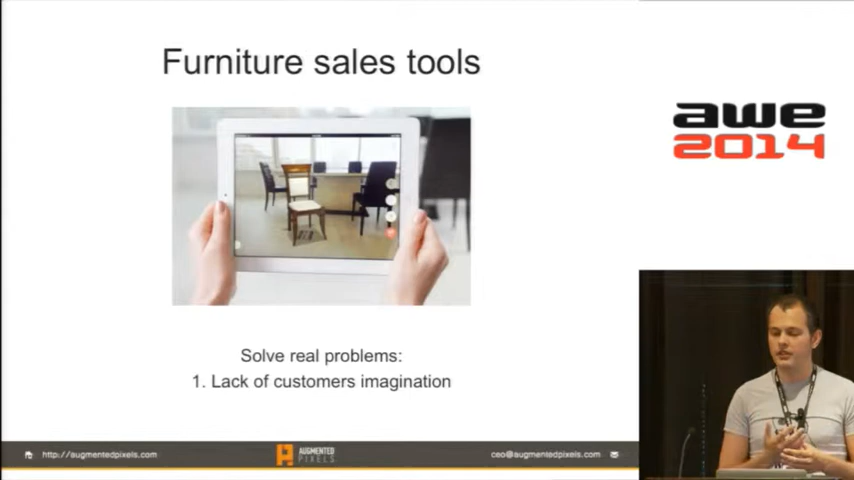 Furniture sales tools
awe
2014
Solve real problems:
1. Lack of customers imagination
http://augmentedpixels.com
AUGMENTED
PIXELS
ceo@augmentedpixels.com